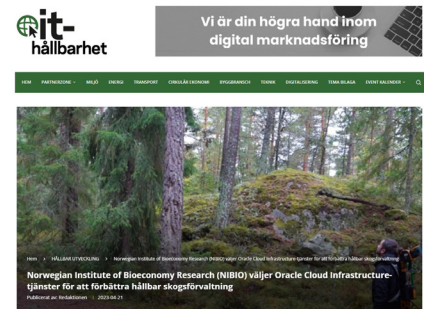 it-
hållbarhet
Vi är din högra hand inom
digital marknadsföring
HEM PARTNERZONE MILJÖ ENERGI TRANSPORT CIRKULÄR EKONOMI BYGGBRANSCH TEKNIK DIGITALISERING TEMA BILAGA EVENT KALENDER
Hem > HÅLLBAR UTVECKLING > Norwegian Institute of Bioeconomy Research (NIBIO) väljer Oracle Cloud Infrastructure-tjänster för att förbättra hållbar skogsförvaltning
Norwegian Institute of Bioeconomy Research (NIBIO) väljer Oracle Cloud Infrastructure-
tjänster för att förbättra hållbar skogsförvaltning
Publicerat av: Redaktionen | 2023-04-21